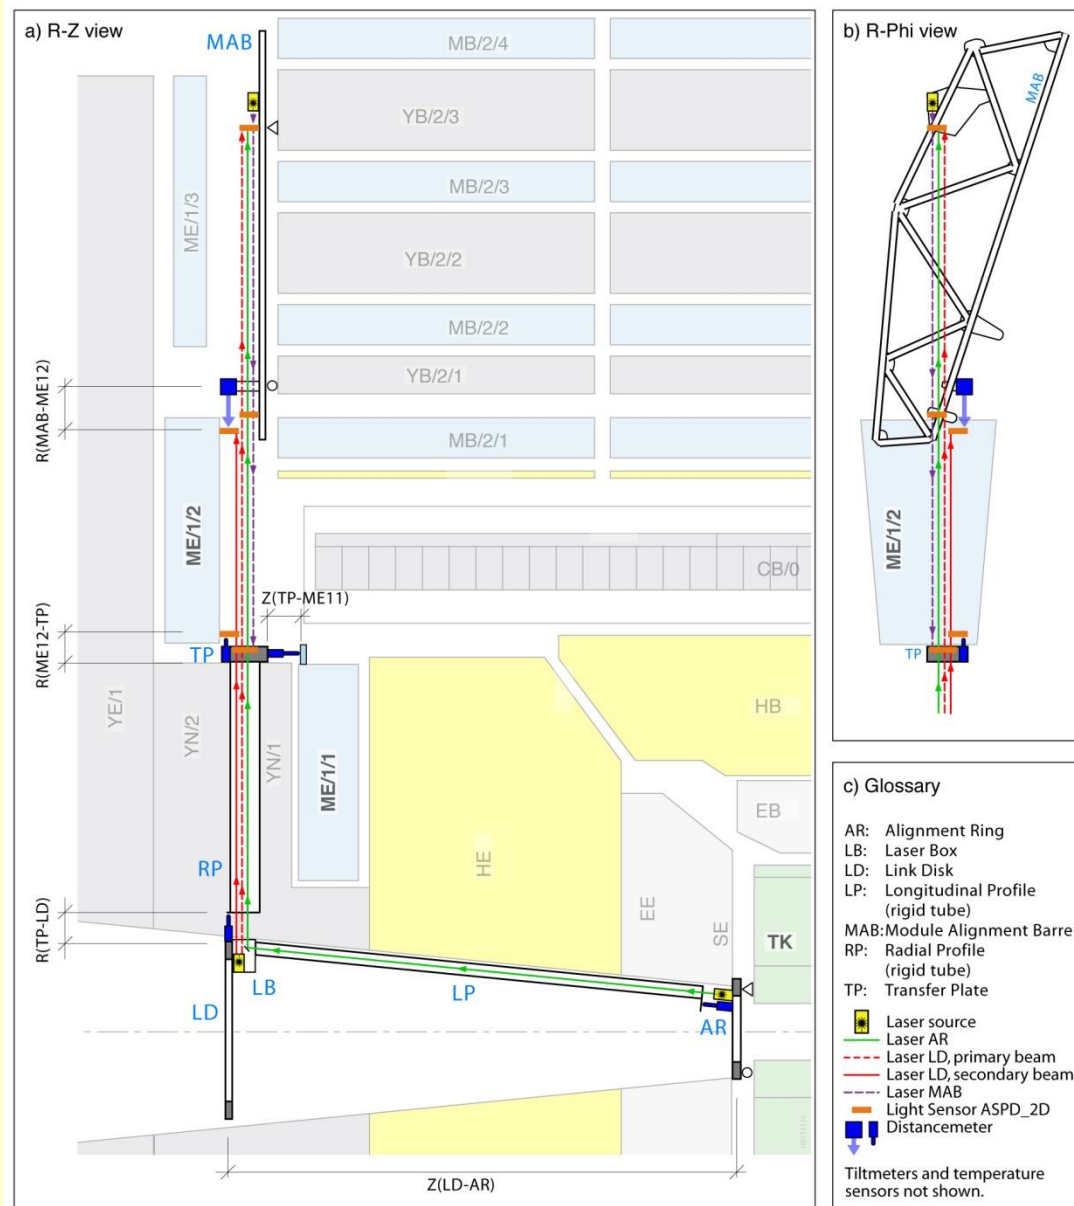 a) R-Z view
MAB
MB/2/4
YB/2/3
ME/1/3
MB/2/3
YB/2/2
MB/2/2
YB/2/1
R(MAB-ME12)
MB/2/1
ME/1/2
CB/0
Z(TP-ME11)
R(ME12-TP)
TP
YE/1
YN/2
YN/1
ME/1/1
HB
EB
HE
EE
SE
RP
TK
R(TP-LD)
LB
LP
LD
AR
Z(LD-AR)
b) R-Phi view
MAB
ME/1/2
TP
c) Glossary
AR: Alignment Ring
LB: Laser Box
LD: Link Disk
LP: Longitudinal Profile
(rigid tube)
MAB:Module Alignment Barre
RP: Radial Profile
(rigid tube)
TP: Transfer Plate
Laser source
Laser AR
Laser LD, primary beam
Laser LD, secondary beam
Laser MAB
Light Sensor ASPD_2D
Distancemeter
Tiltmeters and temperature
sensors not shown.